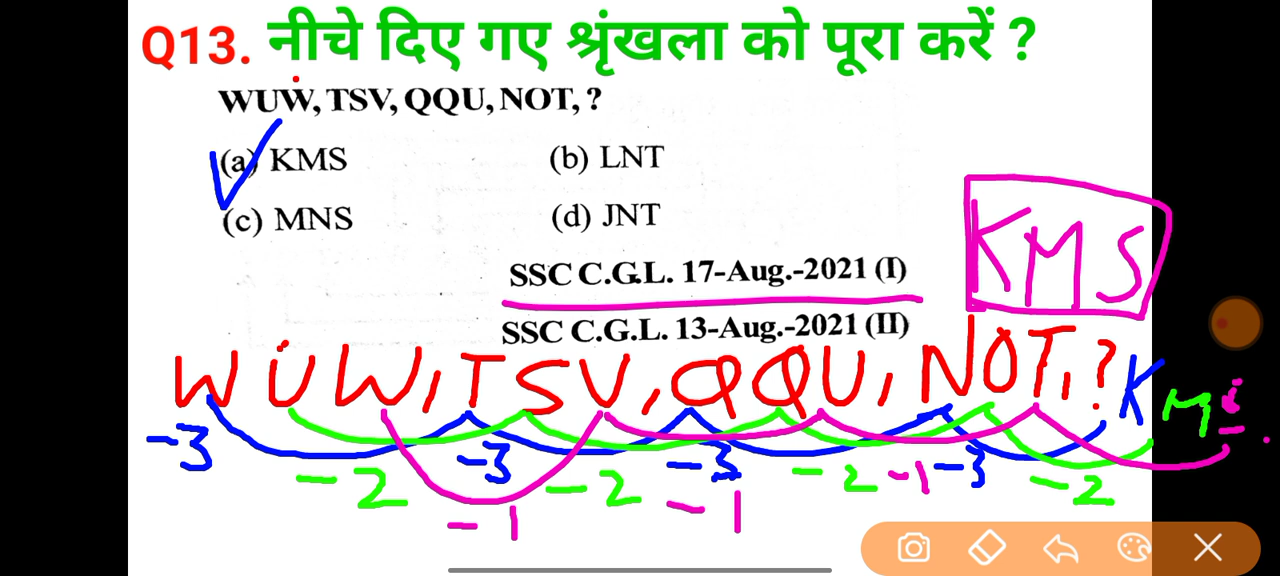 Q13. नीचे दिए गए श्रृंखला को पूरा करें ?
WUW, TSV, QQU, NOT, ?
(a) KMS (b) LNT
(c) MNS (d) JNT
KMS
SSC C.G.L. 17-Aug.-2021 (I)
SSC C.G.L. 13-Aug.-2021 (II)
WUW, TSV, QQU, NOT, ? KM
-3 -3 -3 -3
-2 -2 -2 -2
-1 -1 -1